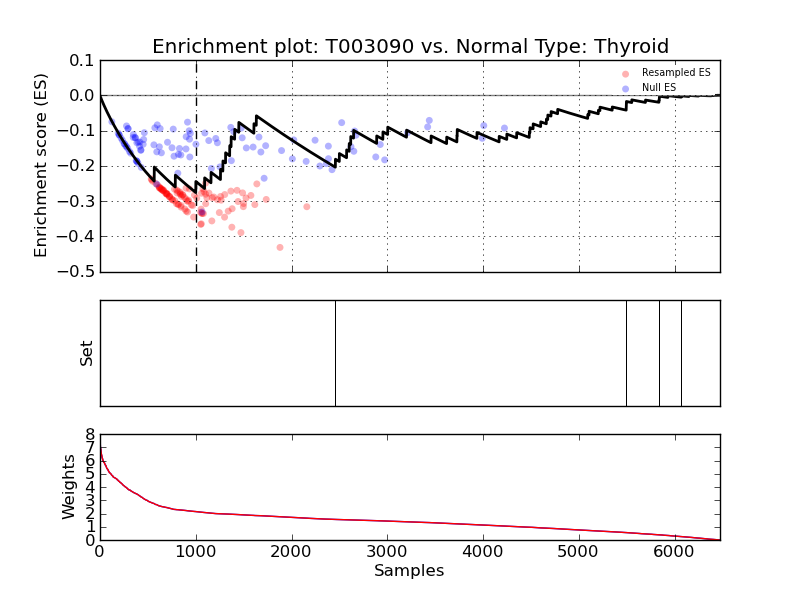 Enrichment plot: T003090 vs. Normal Type: Thyroid
0.1
0.0
−0.1
−0.2
−0.3
−0.4
−0.5
Enrichment score (ES)
Resampled ES
Null ES
Set
8
7
6
5
4
3
2
1
0
Weights
0 1000 2000 3000 4000 5000 6000
Samples